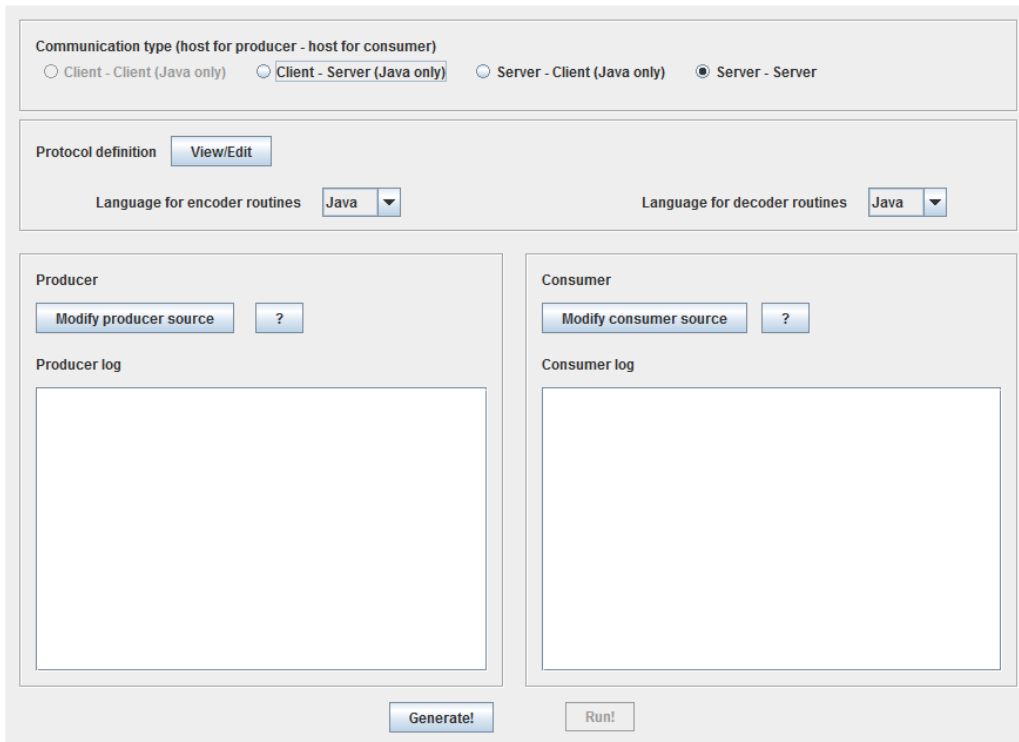 Communication type (host for producer - host for consumer)
Client - Client (Java only) Client - Server (Java only) Server - Client (Java only) Server - Server
Protocol definition View/Edit
Language for encoder routines Java Language for decoder routines Java
Producer
Modify producer source ?
Producer log
Consumer
Modify consumer source ?
Consumer log
Generate! Run!